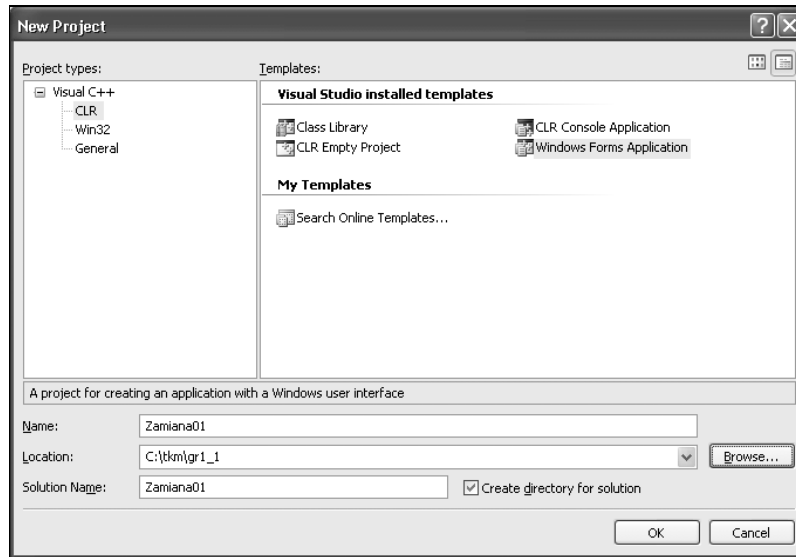 New Project
Project types:
Templates:
Visual C++
CLR
Win32
General
Visual Studio installed templates
Class Library
CLR Console Application
CLR Empty Project
Windows Forms Application
My Templates
Search Online Templates...
A project for creating an application with a Windows user interface
Name:
Zamiana01
Location:
C:\tkm\gr1_1
Browse...
Solution Name:
Zamiana01
Create directory for solution
OK
Cancel